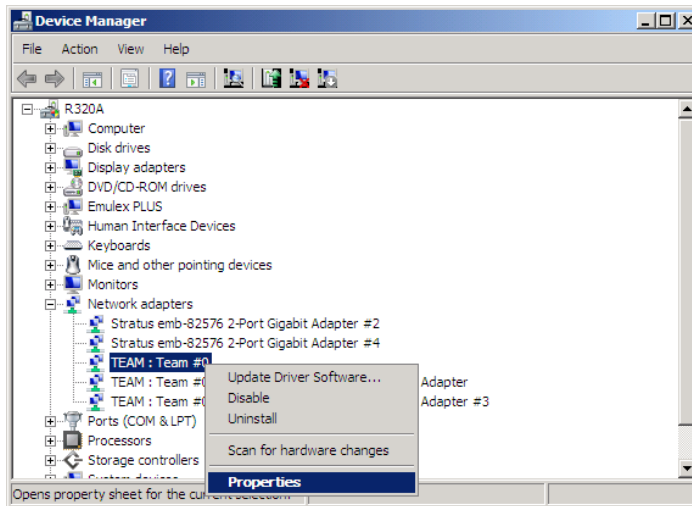 Device Manager
File Action View Help
R320A
Computer
Disk drives
Display adapters
DVD/CD-ROM drives
Emulex PLUS
Human Interface Devices
Keyboards
Mice and other pointing devices
Monitors
Network adapters
Stratus emb-82576 2-Port Gigabit Adapter #2
Stratus emb-82576 2-Port Gigabit Adapter #4
TEAM : Team #0
TEAM : Team #0 Adapter
TEAM : Team #0 Adapter #3
Update Driver Software...
Disable
Uninstall
Scan for hardware changes
Properties
Ports (COM & LPT)
Processors
Storage controllers
System devices
Opens property sheet for the current selection.